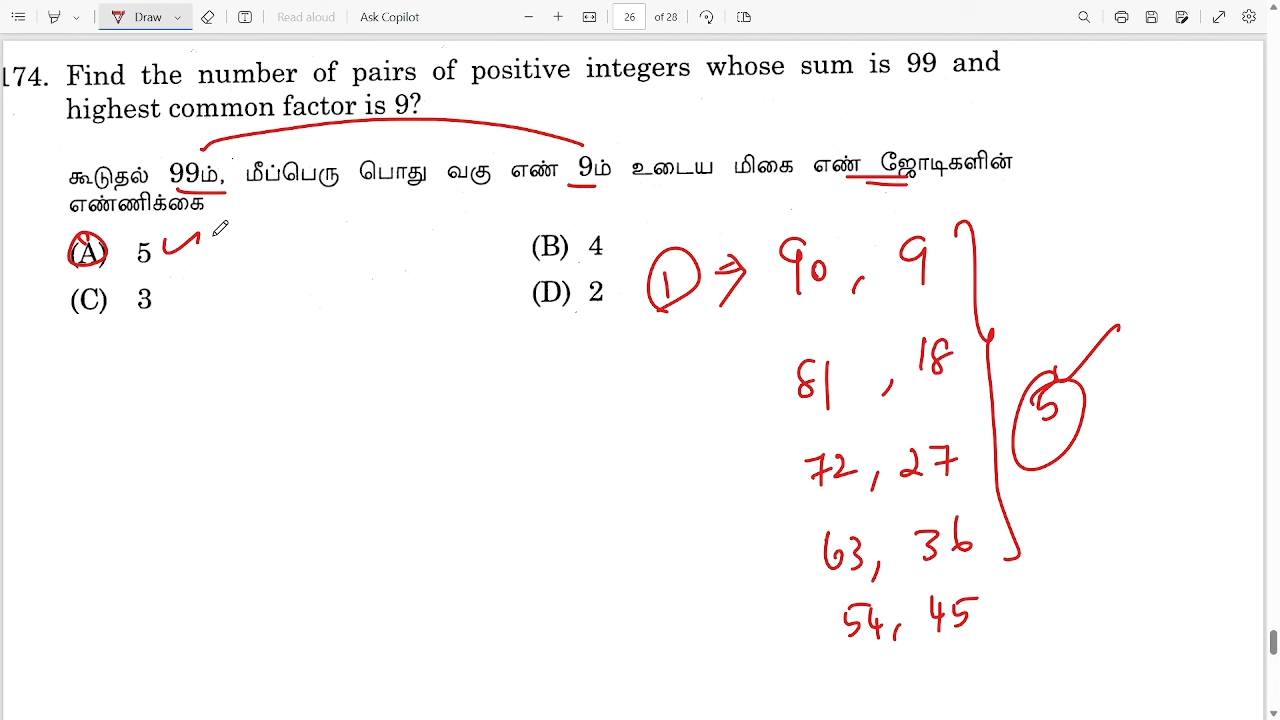 Draw Read aloud Ask Copilot 26 of 28
174. Find the number of pairs of positive integers whose sum is 99 and
highest common factor is 9?
கூடுதல் 99ம், மீப்பெரு பொது வகு எண் 9ம் உடைய மிகை எண் ஜோடிகளின்
எண்ணிக்கை
(A) 5 (B) 4
(C) 3 (D) 2
1 ⇒ 90, 9
81, 18
72, 27
63, 36
54, 45
5